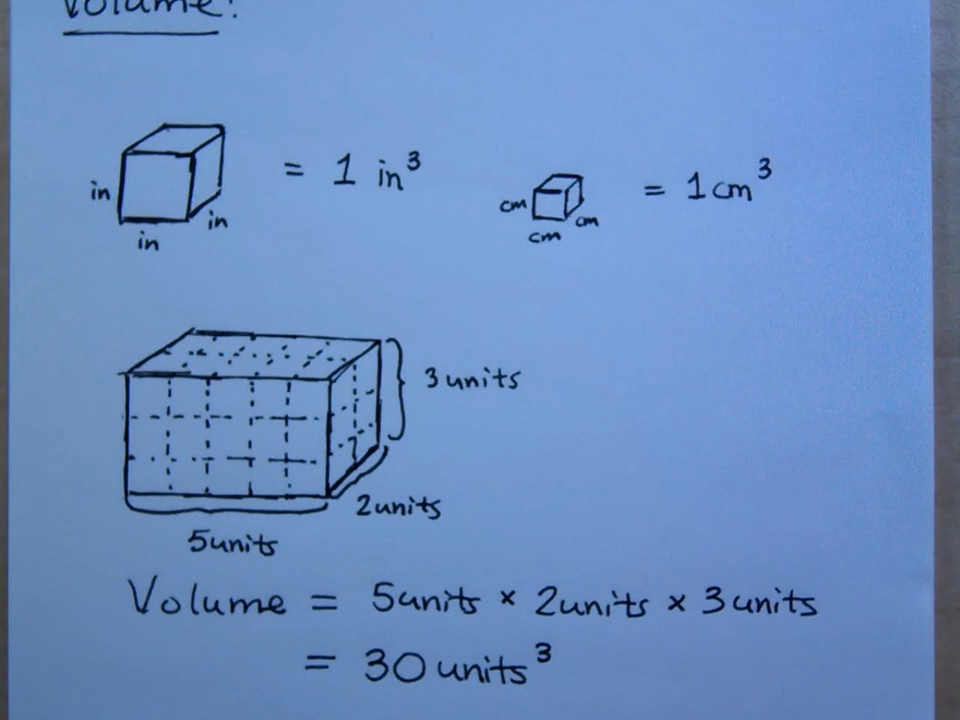 Volume:
in = 1 in³
in
in
cm = 1 cm³
cm
cm
3 units
2 units
5 units
Volume = 5 units × 2 units × 3 units
= 30 units³